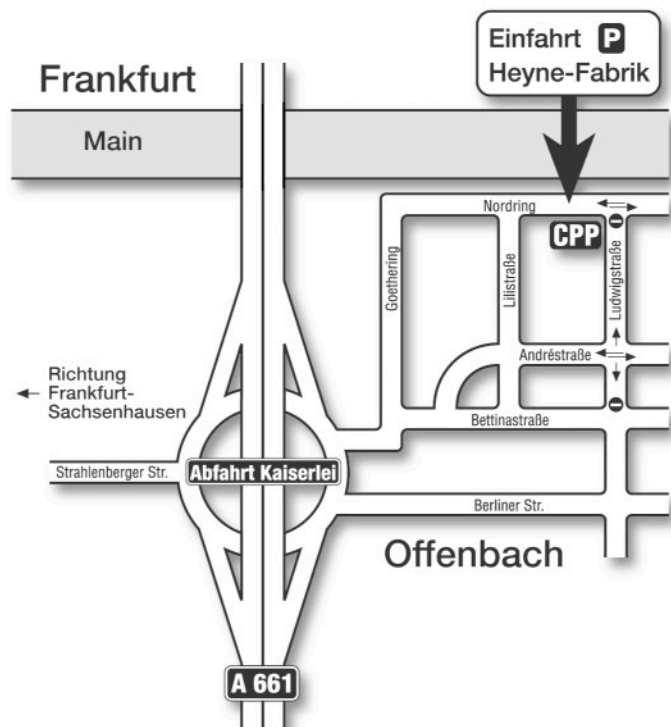 Einfahrt P
Heyne-Fabrik
Frankfurt
Main
Nordring
CPP
Goethering
Lilistraße
Ludwigstraße
Andréstraße
Richtung
Frankfurt-
Sachsenhausen
Bettinastraße
Strahlenberger Str.
Abfahrt Kaiserlei
Berliner Str.
Offenbach
A 661